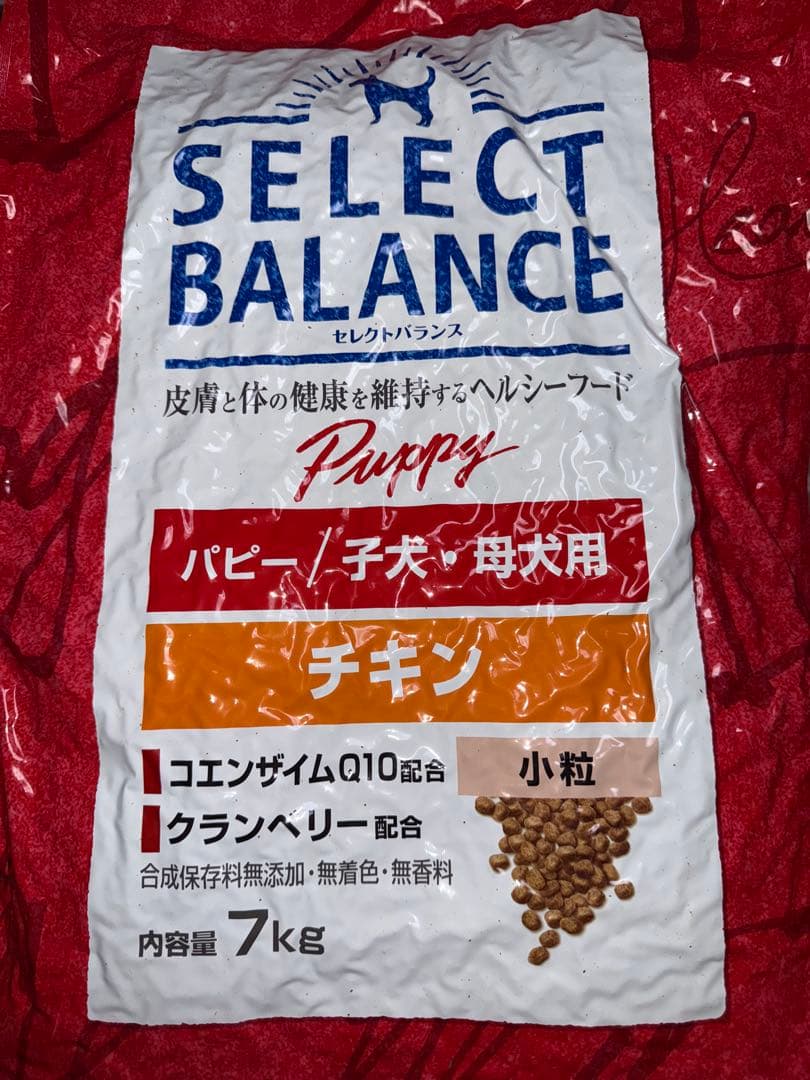 SELECT
BALANCE
セレクトバランス
皮膚と体の健康を維持するヘルシーフード
Puppy
パピー/子犬・母犬用
チキン
コエンザイムQ10配合
小粒
クランベリー配合
合成保存料無添加・無着色・無香料
内容量 7kg